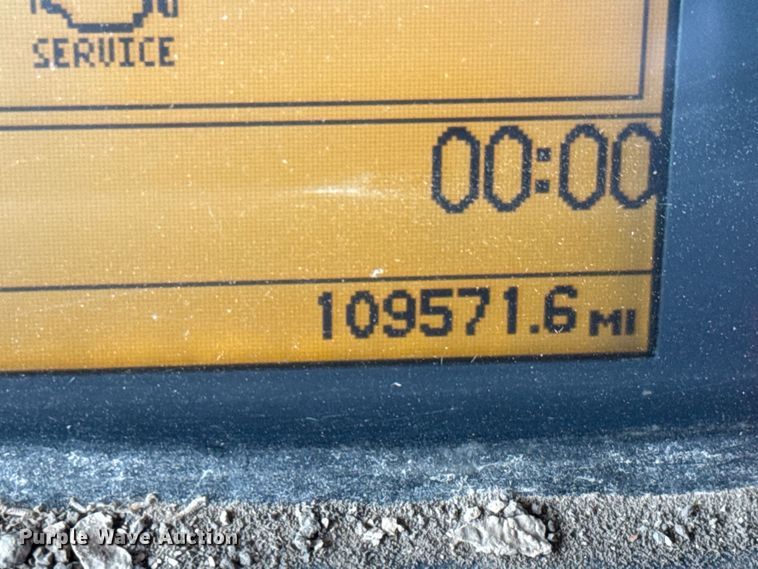 SERVICE
00:00
109571.6 MI
Purple Wave Auction